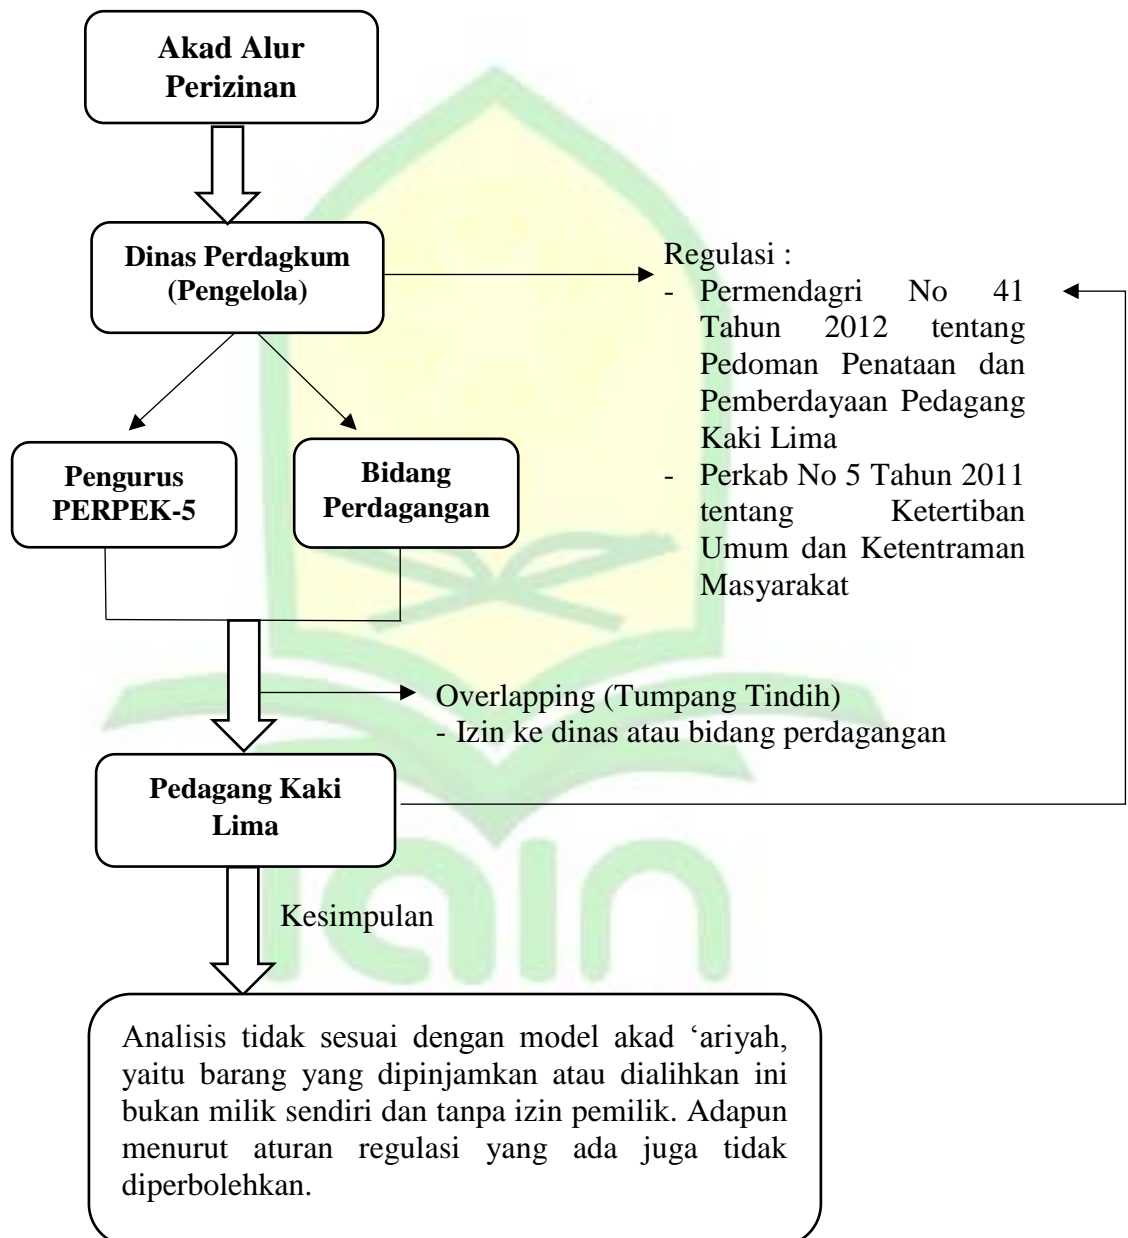 Akad Alur
Perizinan
Dinas Perdagkum
(Pengelola)
Regulasi :
- Permendagri No 41
Tahun 2012 tentang
Pedoman Penataan dan
Pemberdayaan Pedagang
Kaki Lima
- Perkab No 5 Tahun 2011
tentang Ketertiban
Umum dan Ketentraman
Masyarakat
Pengurus
PERPEK-5
Bidang
Perdagangan
Overlapping (Tumpang Tindih)
- Izin ke dinas atau bidang perdagangan
Pedagang Kaki
Lima
Kesimpulan
iain
Analisis tidak sesuai dengan model akad ‘ariyah,
yaitu barang yang dipinjamkan atau dialihkan ini
bukan milik sendiri dan tanpa izin pemilik. Adapun
menurut aturan regulasi yang ada juga tidak
diperbolehkan.